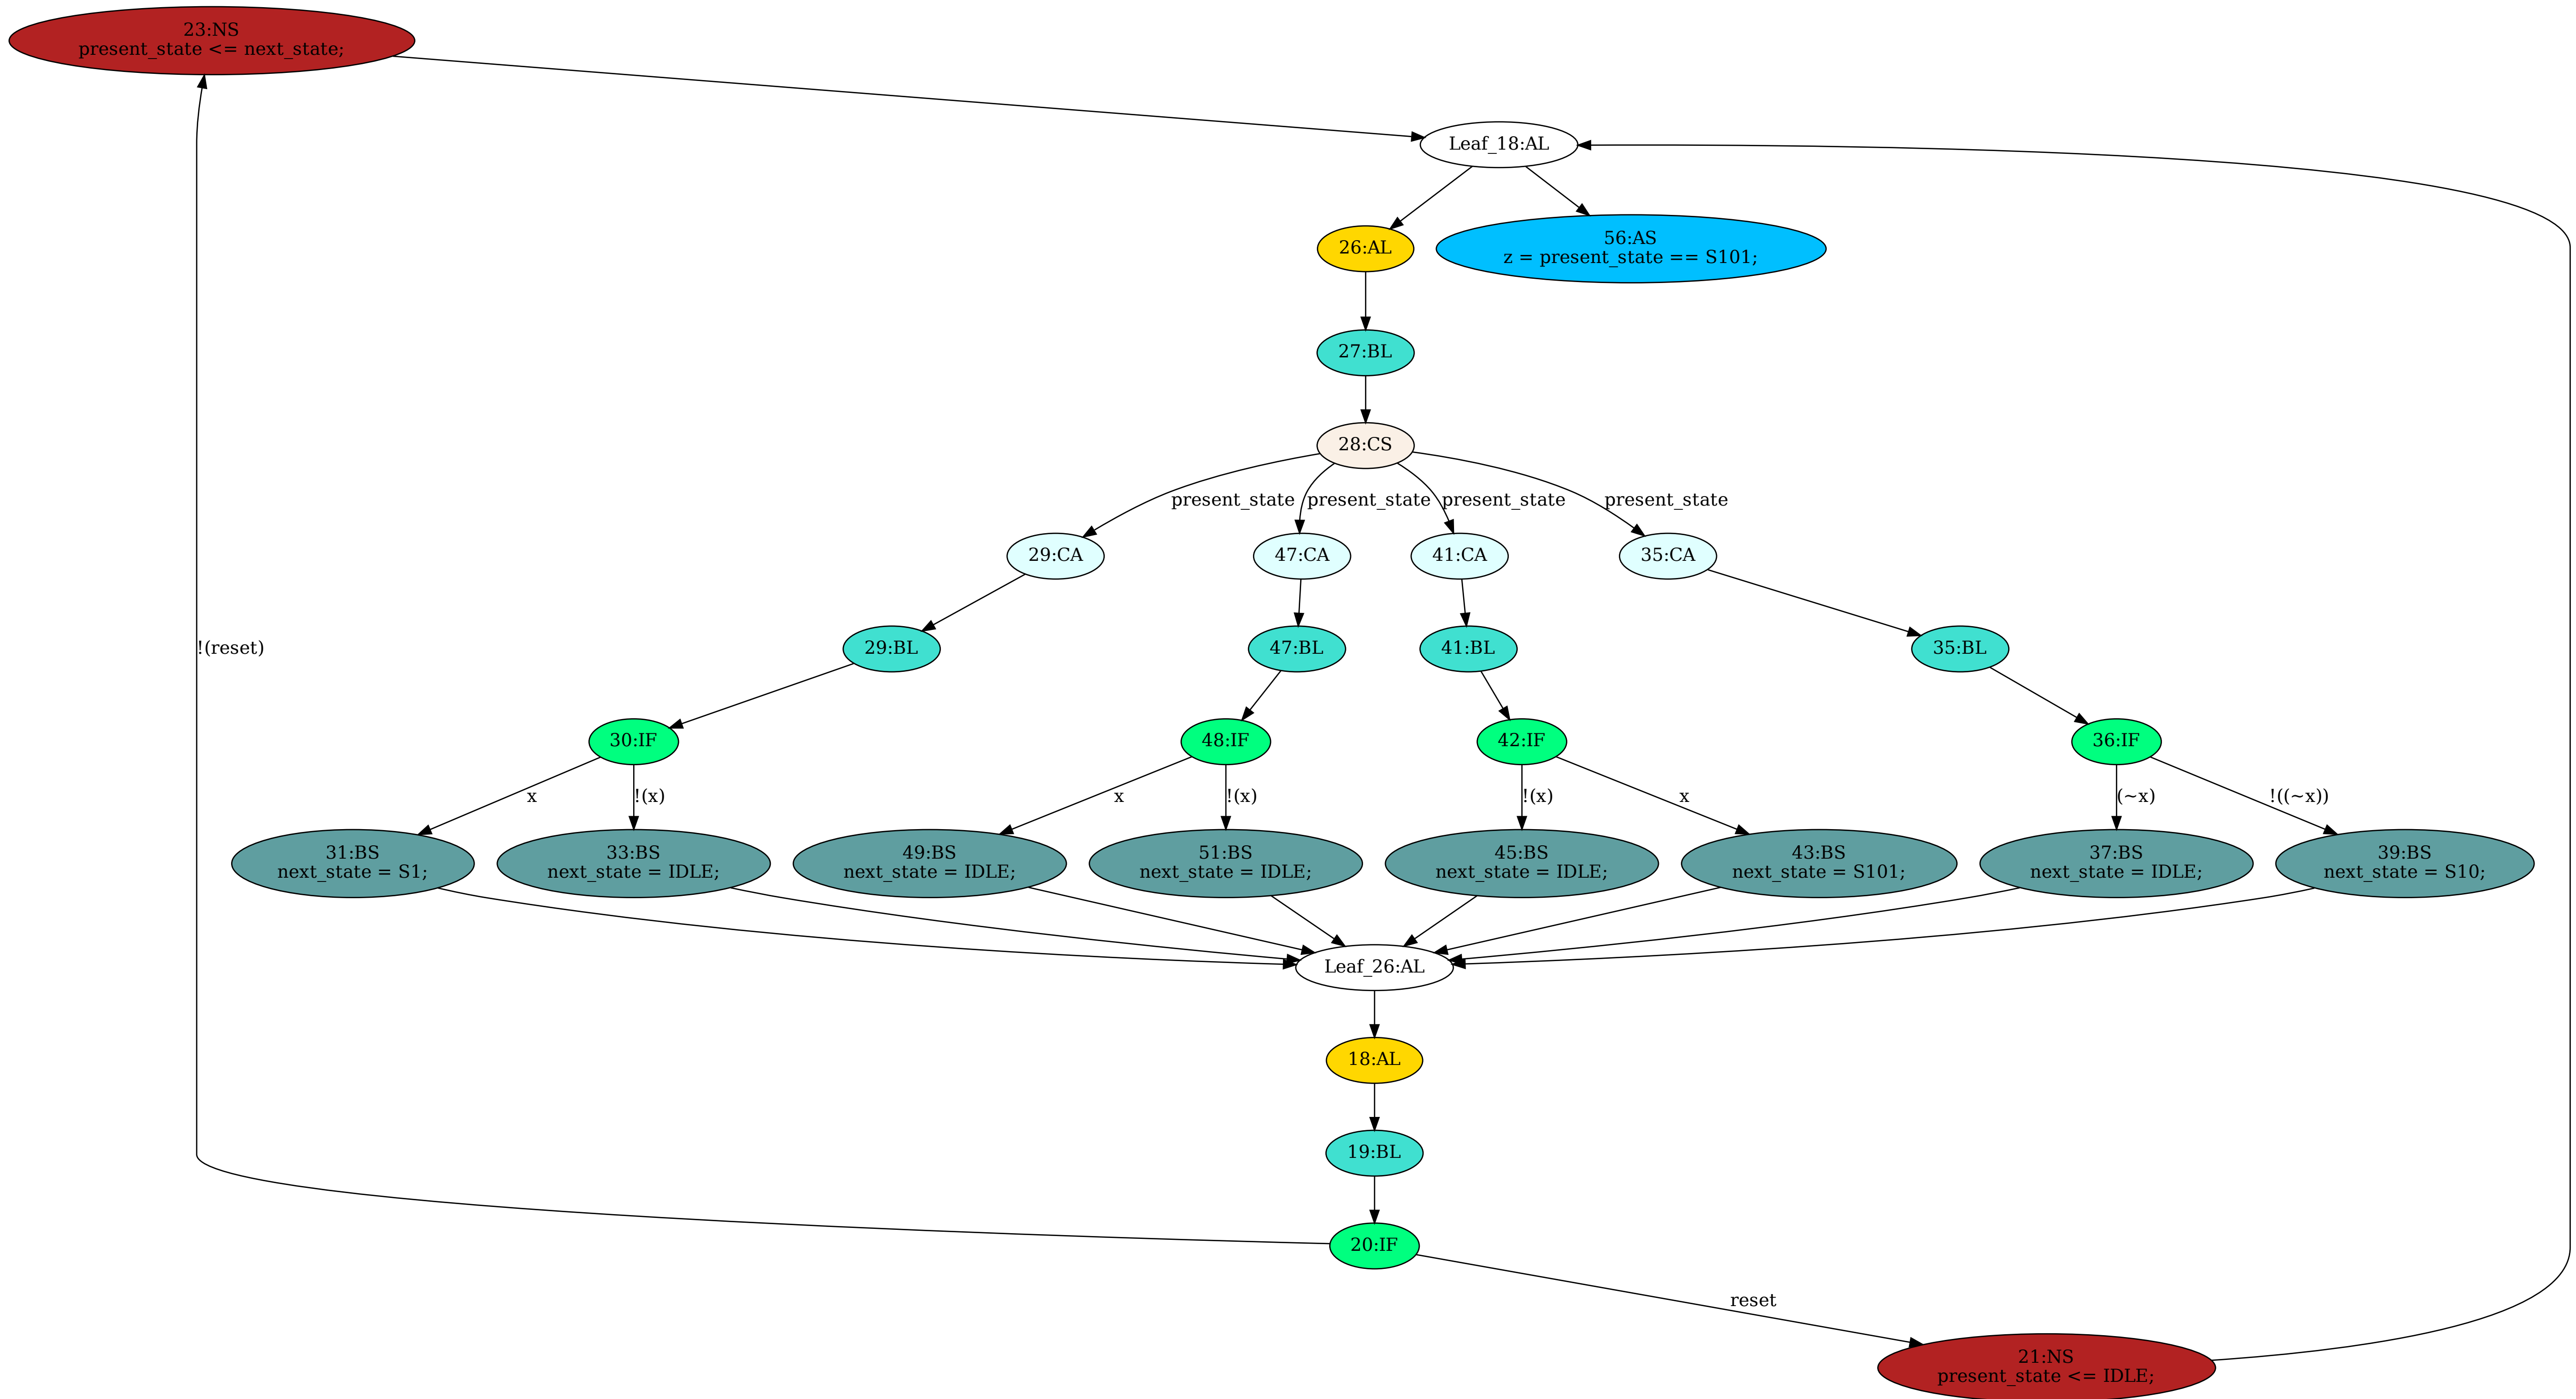 23:NS
present_state <= next_state;
Leaf_18:AL
26:AL
56:AS
z = present_state == S101;
27:BL
28:CS
present_state
present_state
present_state
present_state
29:CA
47:CA
41:CA
35:CA
!(reset)
29:BL
47:BL
41:BL
35:BL
30:IF
48:IF
42:IF
36:IF
x
!(x)
x
!(x)
!(x)
x
(~x)
!((~x))
31:BS
next_state = S1;
33:BS
next_state = IDLE;
49:BS
next_state = IDLE;
51:BS
next_state = IDLE;
45:BS
next_state = IDLE;
43:BS
next_state = S101;
37:BS
next_state = IDLE;
39:BS
next_state = S10;
Leaf_26:AL
18:AL
19:BL
20:IF
reset
21:NS
present_state <= IDLE;